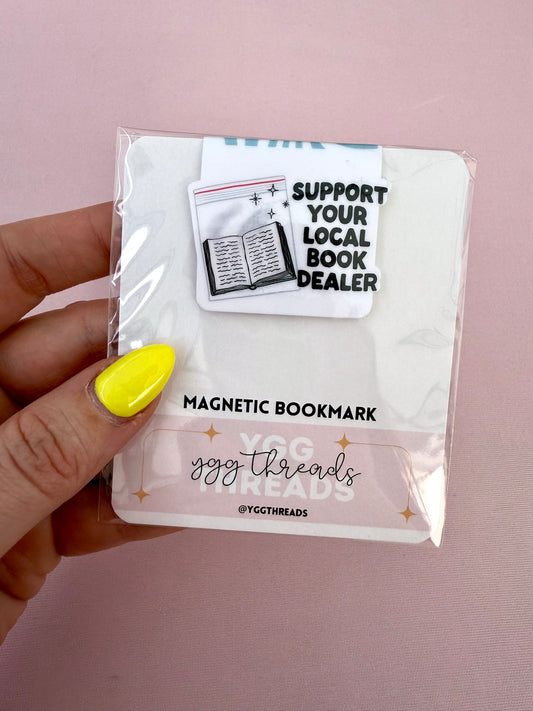 SUPPORT
YOUR
LOCAL
BOOK
DEALER
MAGNETIC BOOKMARK
YGG
ygg threads
THREADS
@YGGTHREADS